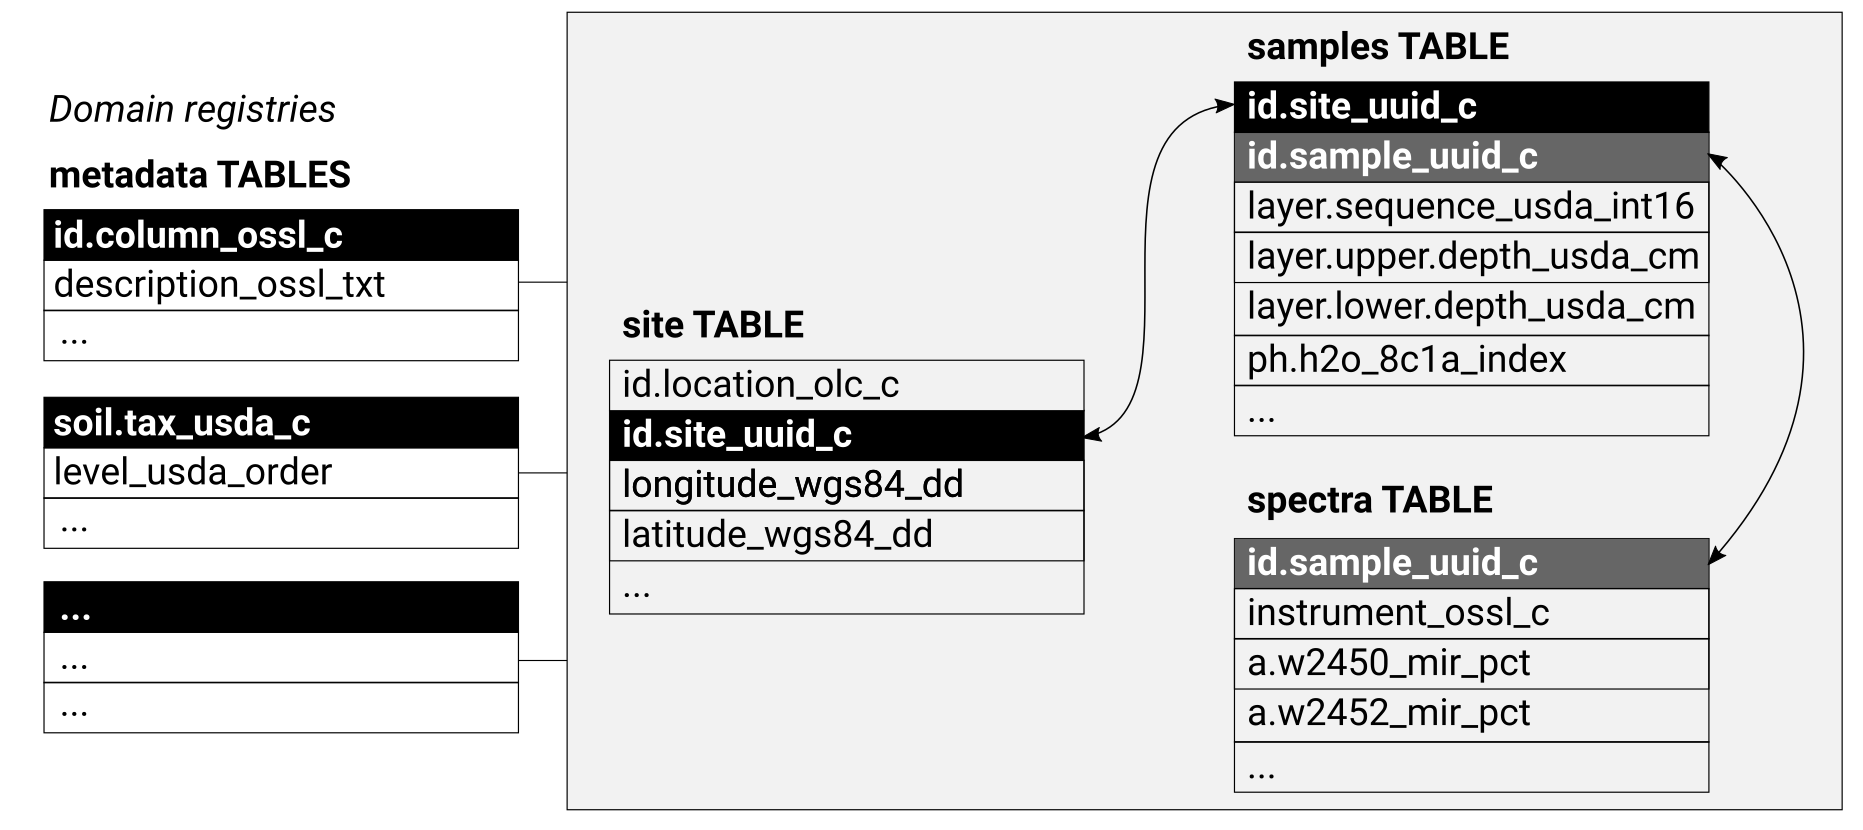 Domain registries
metadata TABLES
id.column_ossl_c
description_ossl_txt
...
soil.tax_usda_c
level_usda_order
...
...
...
...
site TABLE
id.location_olc_c
id.site_uuid_c
longitude_wgs84_dd
latitude_wgs84_dd
...
samples TABLE
id.site_uuid_c
id.sample_uuid_c
layer.sequence_usda_int16
layer.upper.depth_usda_cm
layer.lower.depth_usda_cm
ph.h2o_8c1a_index
...
spectra TABLE
id.sample_uuid_c
instrument_ossl_c
a.w2450_mir_pct
a.w2452_mir_pct
...